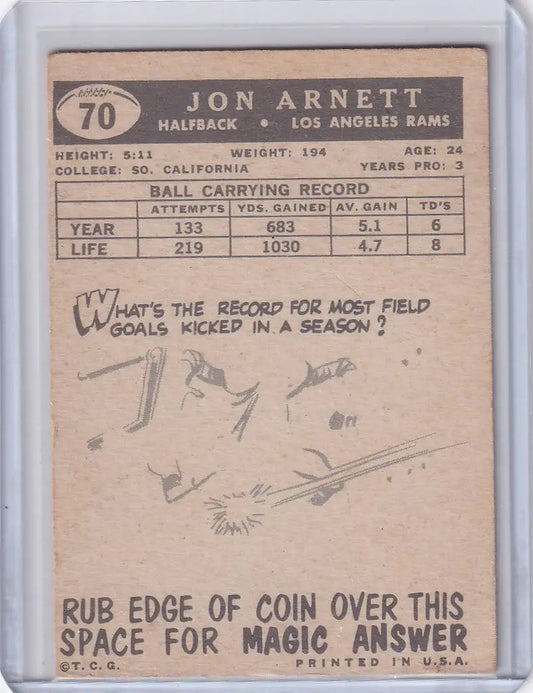 70
JON ARNETT
HALFBACK • LOS ANGELES RAMS
HEIGHT: 5:11 WEIGHT: 194 AGE: 24
COLLEGE: SO. CALIFORNIA YEARS PRO: 3
BALL CARRYING RECORD
ATTEMPTS YDS. GAINED AV. GAIN TD'S
YEAR 133 683 5.1 6
LIFE 219 1030 4.7 8
WHAT'S THE RECORD FOR MOST FIELD
GOALS KICKED IN A SEASON?
RUB EDGE OF COIN OVER THIS
SPACE FOR MAGIC ANSWER
©T.C.G. PRINTED IN U.S.A.